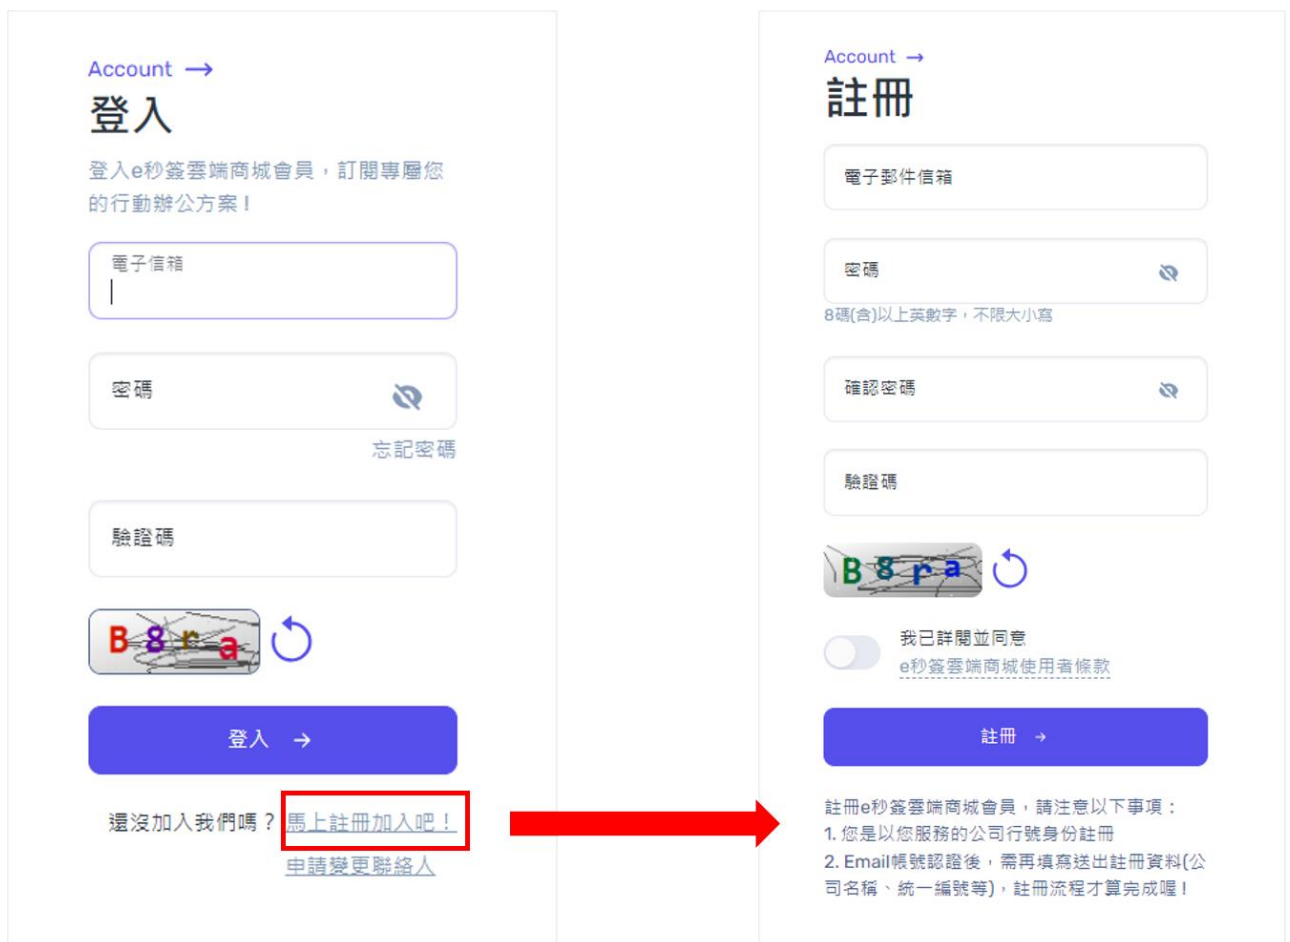 Account →
登入
登入e秒簽雲端商城會員，訂閱專屬您
的行動辦公方案！
電子信箱
密碼
忘記密碼
驗證碼
B8ra
登入 →
還沒加入我們嗎？ 馬上註冊加入吧！
申請變更聯絡人
Account →
註冊
電子郵件信箱
密碼
8碼(含)以上英數字，不限大小寫
確認密碼
驗證碼
B8ra
我已詳閱並同意
e秒簽雲端商城使用者條款
註冊 →
註冊e秒簽雲端商城會員，請注意以下事項：
1. 您是以您服務的公司行號身份註冊
2. Email帳號認證後，需再填寫送出註冊資料(公
司名稱、統一編號等)，註冊流程才算完成喔！